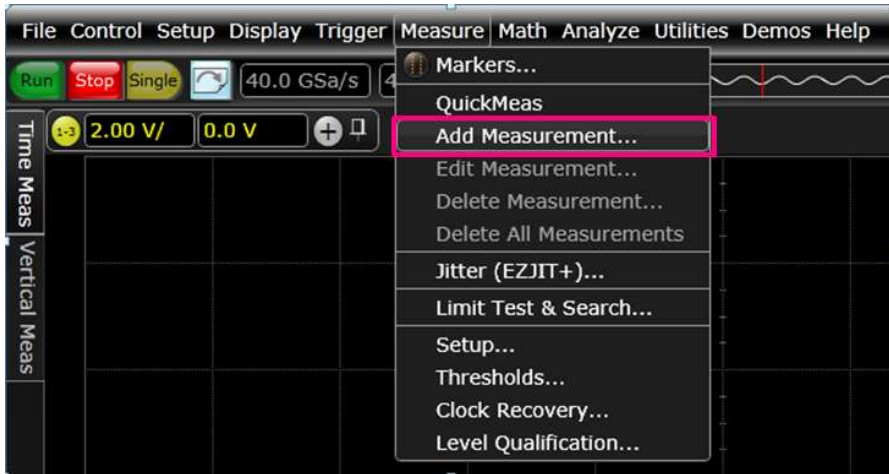 File Control Setup Display Trigger Measure Math Analyze Utilities Demos Help
Run Stop Single 40.0 GSa/s 4
1-3 2.00 V/ 0.0 V
Time Meas
Vertical Meas
Markers...
QuickMeas
Add Measurement...
Edit Measurement...
Delete Measurement...
Delete All Measurements
Jitter (EZJIT+)...
Limit Test & Search...
Setup...
Thresholds...
Clock Recovery...
Level Qualification...